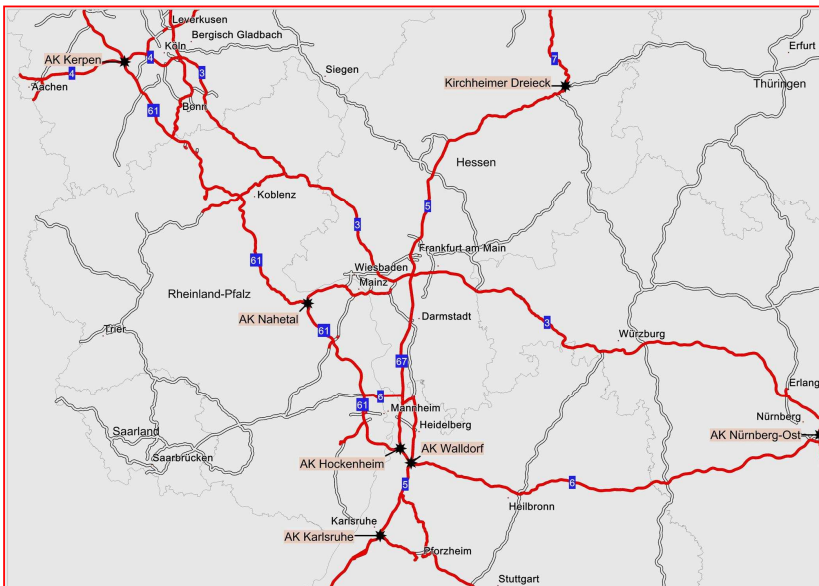 Leverkusen
Bergisch Gladbach
Köln
AK Kerpen
4
4
3
Aachen
61
Bonn
Siegen
7
Kirchheimer Dreieck
Erfurt
Thüringen
Hessen
Koblenz
5
3
61
Frankfurt am Main
Wiesbaden
Mainz
Rheinland-Pfalz
AK Nahetal
61
Darmstadt
3
Würzburg
Trier
67
6
61
Mannheim
Heidelberg
Erlang
Nürnberg
AK Nürnberg-Ost
Saarland
Saarbrücken
AK Hockenheim
AK Walldorf
5
6
Heilbronn
Karlsruhe
AK Karlsruhe
Pforzheim
Stuttgart